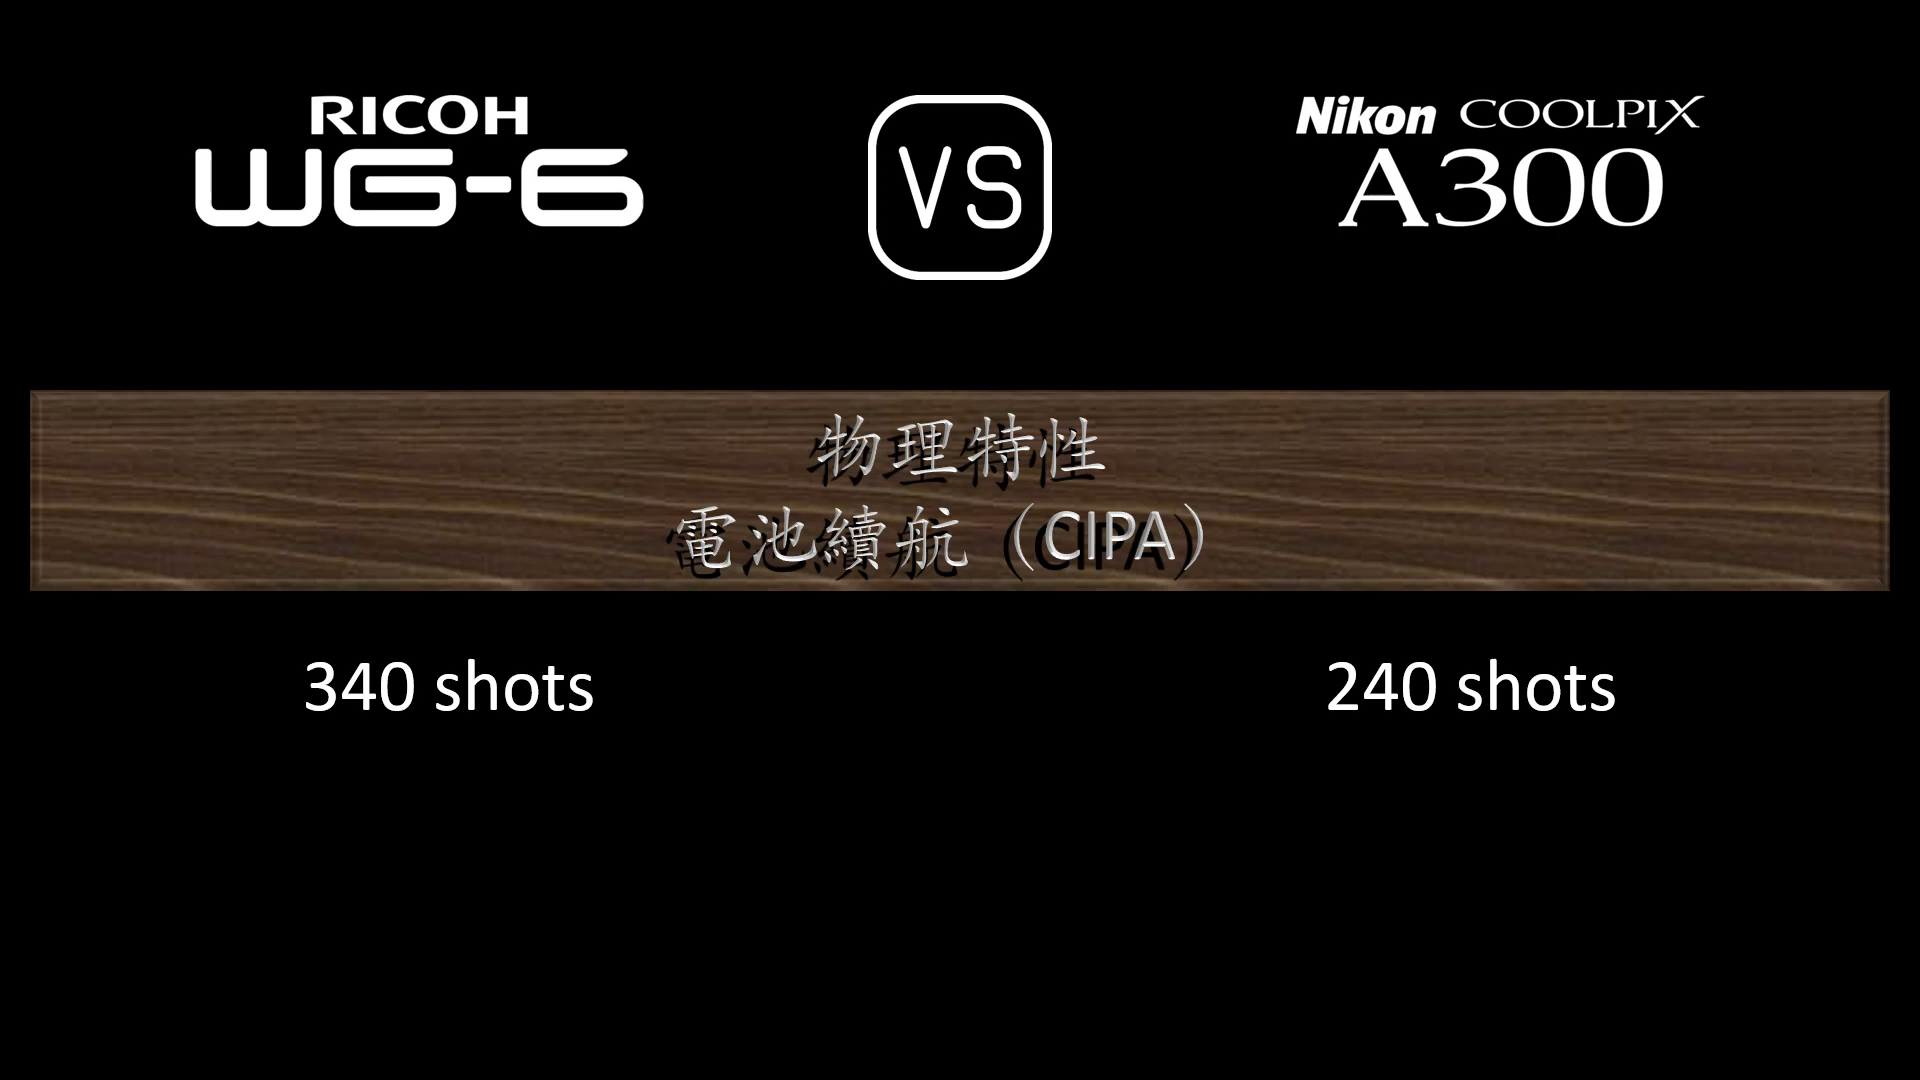 RICOH
WG-6
VS
Nikon COOLPIX
A300
物理特性
電池續航（CIPA）
340 shots
240 shots